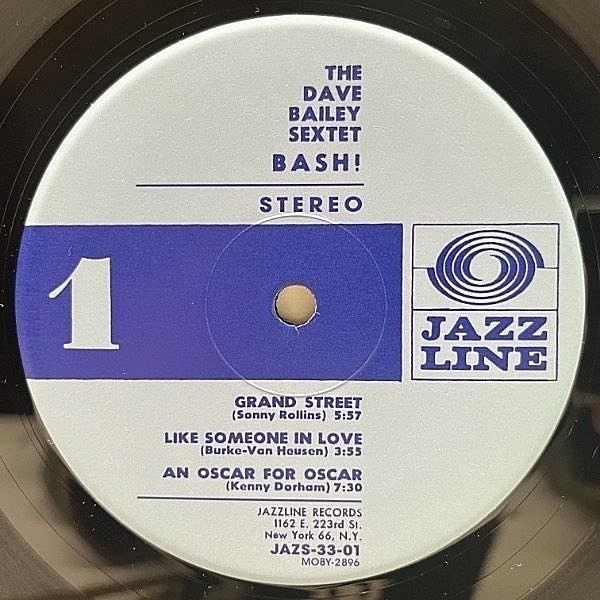 THE
DAVE
BAILEY
SEXTET
BASH!
STEREO
1
JAZZ
LINE
GRAND STREET
(Sonny Rollins) 5:57
LIKE SOMEONE IN LOVE
(Burke-Van Heusen) 3:55
AN OSCAR FOR OSCAR
(Kenny Dorham) 7:30
JAZZLINE RECORDS
1162 E. 223rd St.
New York 66, N.Y.
JAZS-33-01
MO8Y-2896